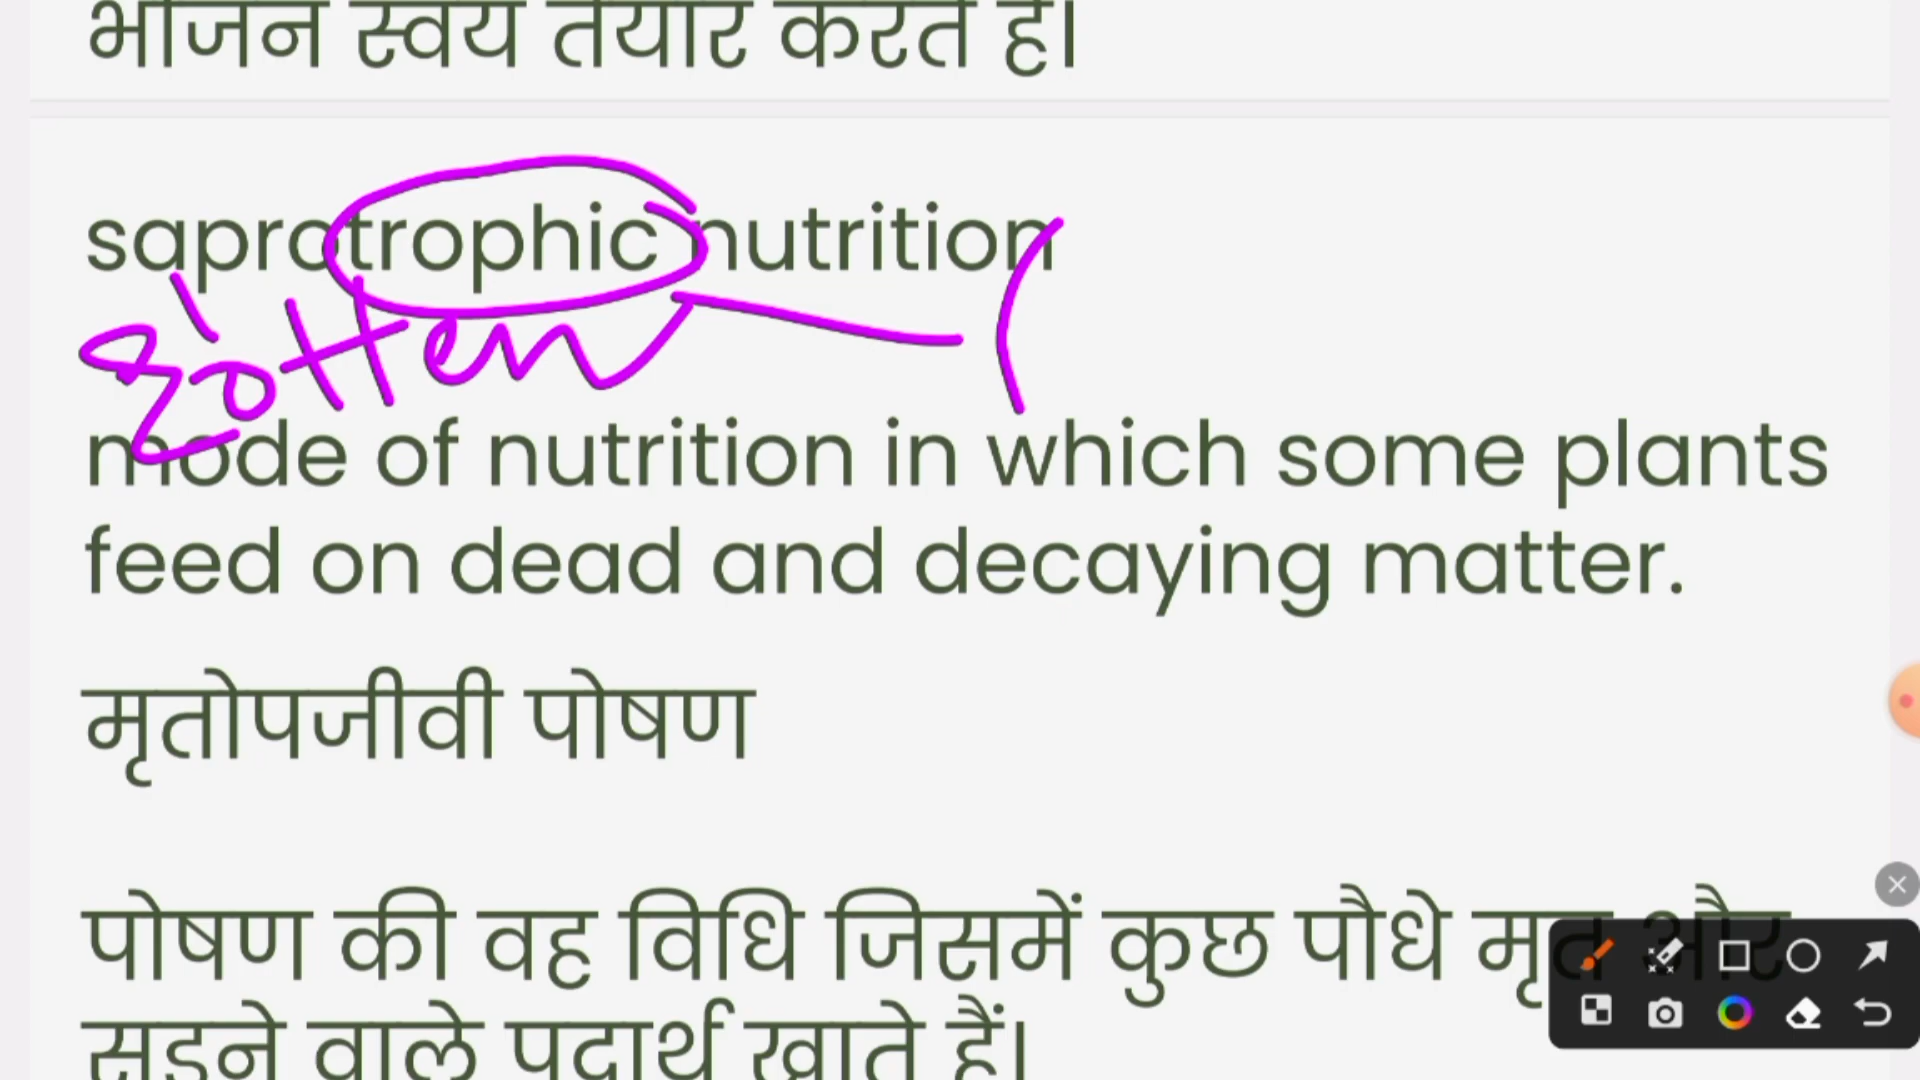 भोजन स्वयं तैयार करते हैं।
saprotrophic nutrition
rotten
mode of nutrition in which some plants
feed on dead and decaying matter.
मृतोपजीवी पोषण
पोषण की वह विधि जिसमें कुछ पौधे मृत और
सड़ने वाले पदार्थ खाते हैं।